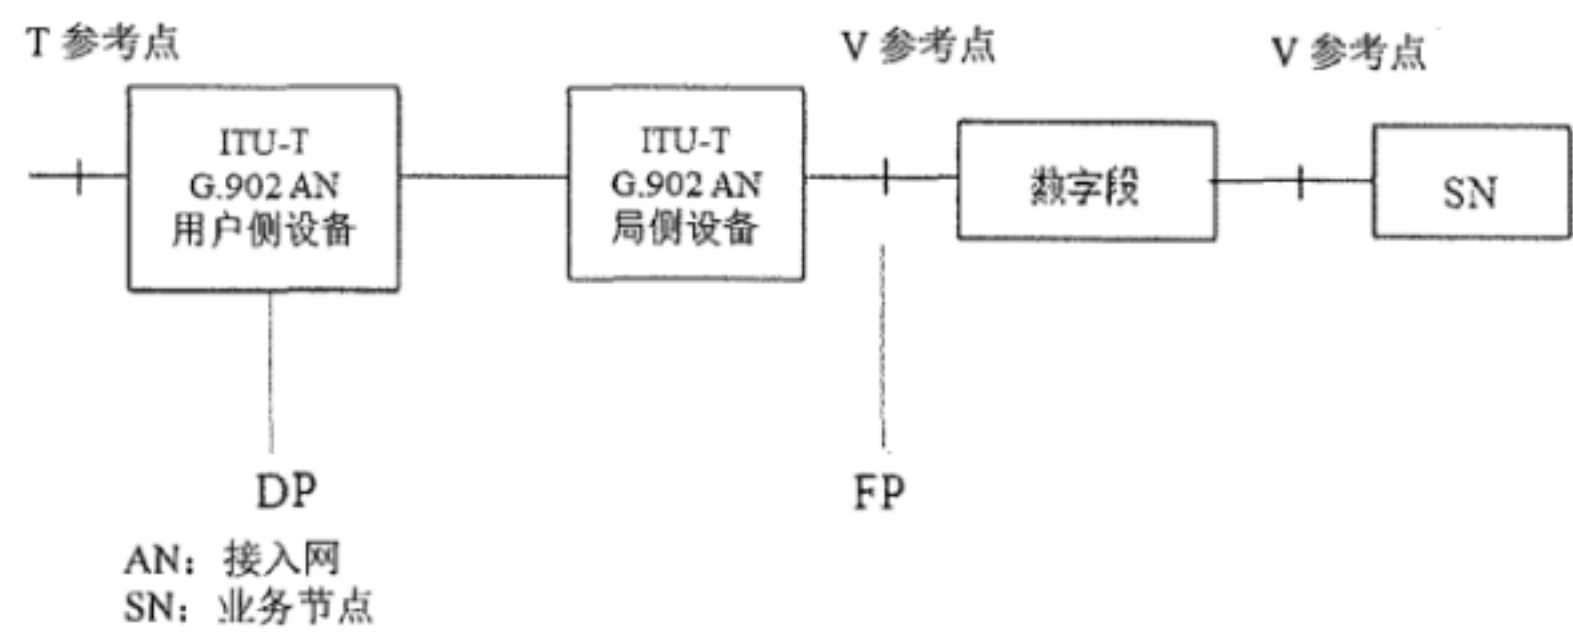 T 参考点
V 参考点
V 参考点
ITU-T
G.902 AN
用户侧设备
ITU-T
G.902 AN
局侧设备
数字段
SN
DP
FP
AN：接入网
SN：业务节点